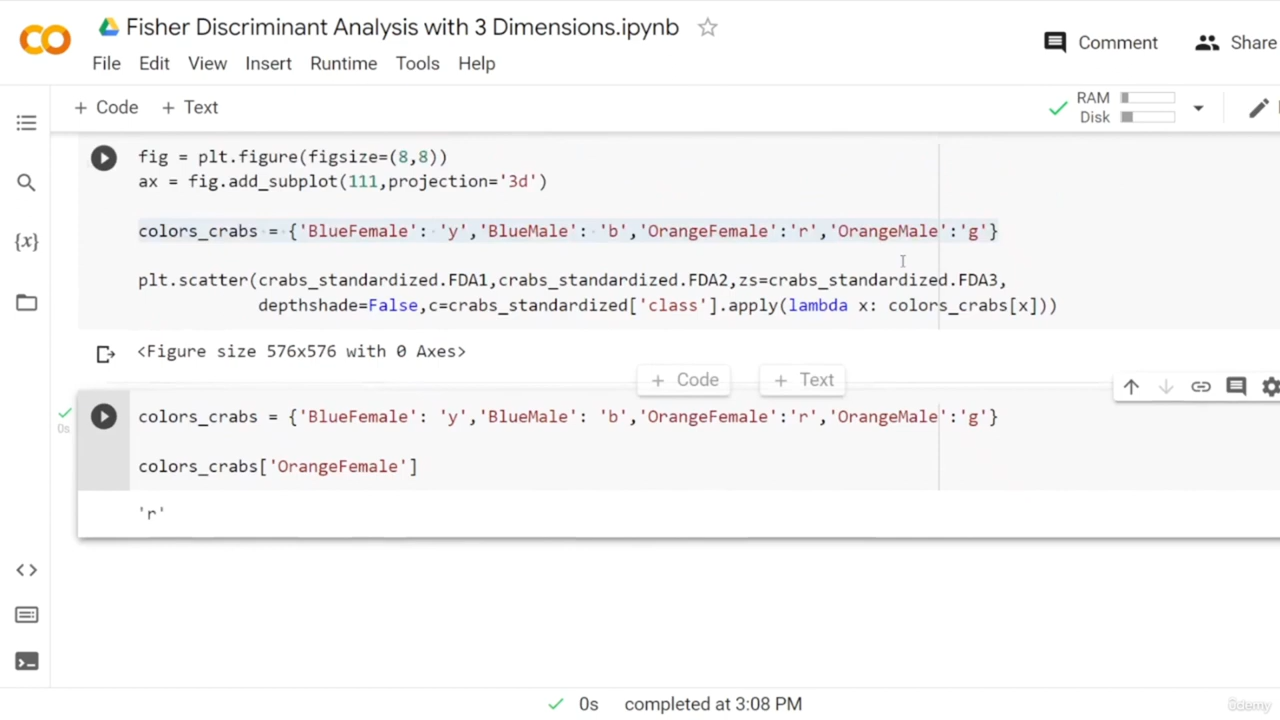 Fisher Discriminant Analysis with 3 Dimensions.ipynb
Comment
Share
File Edit View Insert Runtime Tools Help
+ Code + Text
RAM
Disk
fig = plt.figure(figsize=(8,8))
ax = fig.add_subplot(111,projection='3d')
colors_crabs = {'BlueFemale': 'y','BlueMale': 'b','OrangeFemale':'r','OrangeMale':'g'}
plt.scatter(crabs_standardized.FDA1,crabs_standardized.FDA2,zs=crabs_standardized.FDA3,
depthshade=False,c=crabs_standardized['class'].apply(lambda x: colors_crabs[x]))
<Figure size 576x576 with 0 Axes>
+ Code + Text
colors_crabs = {'BlueFemale': 'y','BlueMale': 'b','OrangeFemale':'r','OrangeMale':'g'}
0s
colors_crabs['OrangeFemale']
'r'
0s completed at 3:08 PM
ûdemy